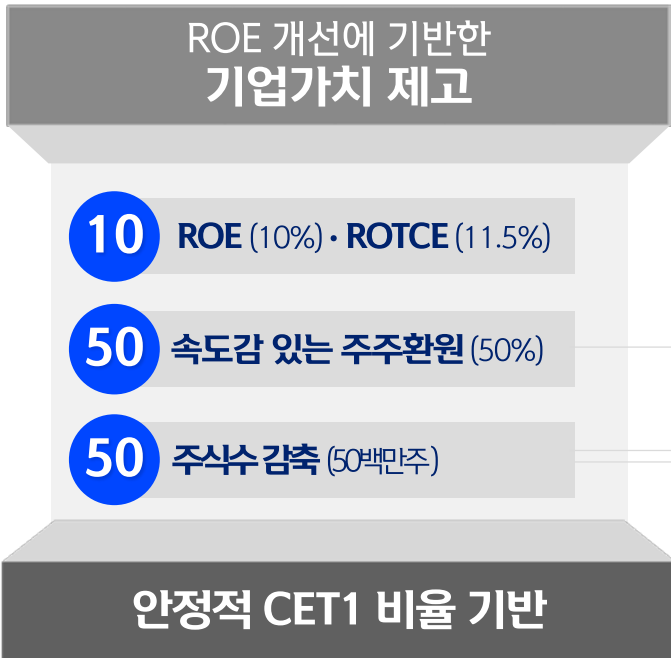 ROE 개선에 기반한
기업가치 제고
10 ROE (10%) · ROTCE (11.5%)
50 속도감 있는 주주환원 (50%)
50 주식수 감축 (50백만주)
안정적 CET1 비율 기반